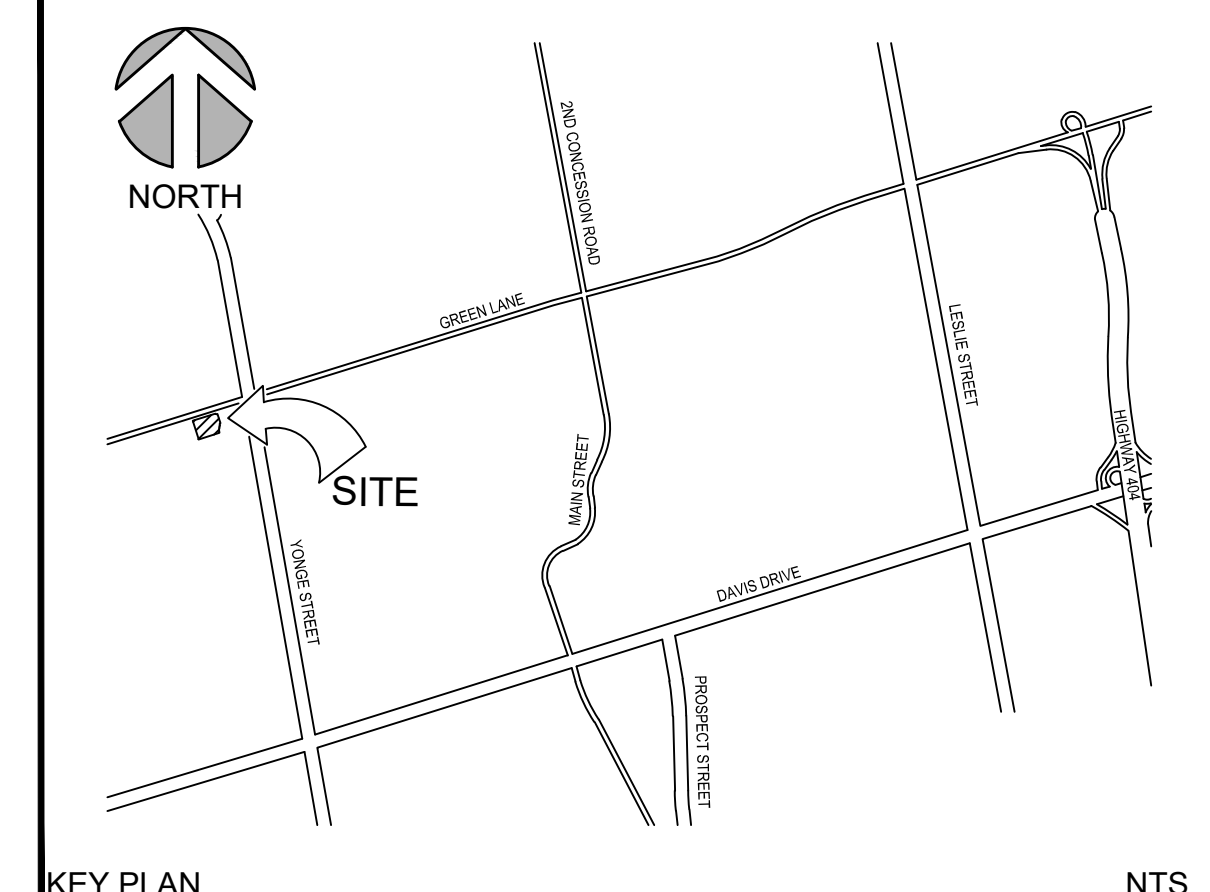 NORTH
2ND CONCESSION ROAD
GREEN LANE
LESLIE STREET
HIGHWAY 404
SITE
MAIN STREET
YONGE STREET
DAVIS DRIVE
PROSPECT STREET
KEY PLAN
NTS